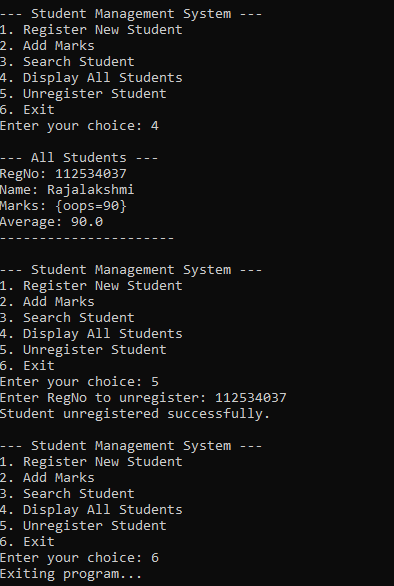 --- Student Management System ---
1. Register New Student
2. Add Marks
3. Search Student
4. Display All Students
5. Unregister Student
6. Exit
Enter your choice: 4
--- All Students ---
RegNo: 112534037
Name: Rajalakshmi
Marks: {oops=90}
Average: 90.0
----------------------
--- Student Management System ---
1. Register New Student
2. Add Marks
3. Search Student
4. Display All Students
5. Unregister Student
6. Exit
Enter your choice: 5
Enter RegNo to unregister: 112534037
Student unregistered successfully.
--- Student Management System ---
1. Register New Student
2. Add Marks
3. Search Student
4. Display All Students
5. Unregister Student
6. Exit
Enter your choice: 6
Exiting program...